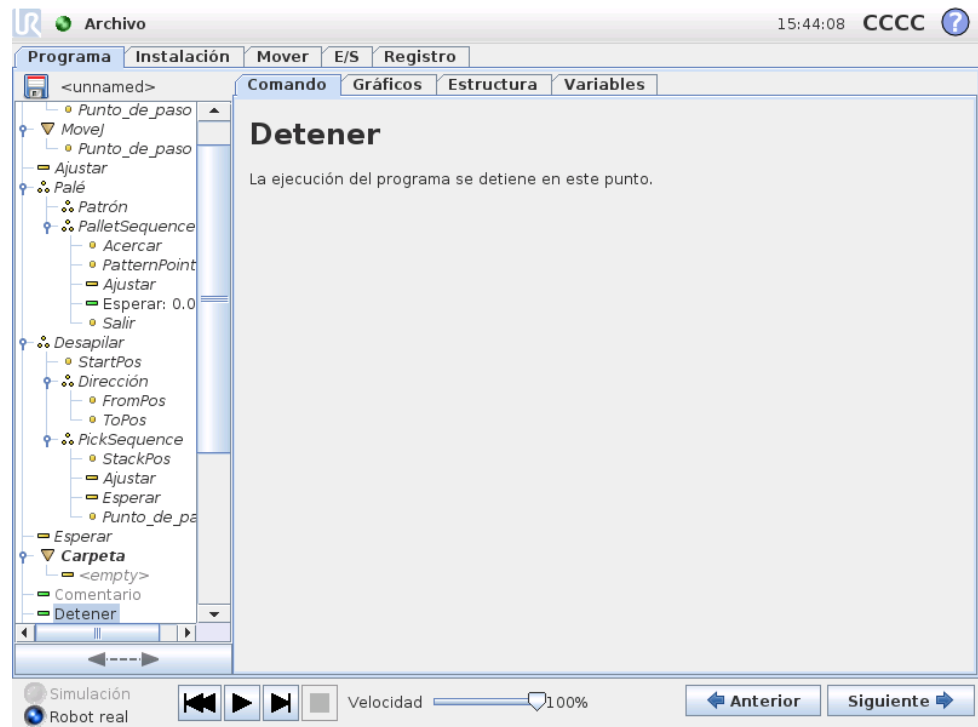 UR Archivo 15:44:08 CCCC ?
Programa Instalación Mover E/S Registro
<unnamed>
Comando Gráficos Estructura Variables
Punto_de_paso
MoveJ
Punto_de_paso
Ajustar
Palé
Patrón
PalletSequence
Acercar
PatternPoint
Ajustar
Esperar: 0.0
Salir
Desapilar
StartPos
Dirección
FromPos
ToPos
PickSequence
StackPos
Ajustar
Esperar
Punto_de_pa
Esperar
Carpeta
<empty>
Comentario
Detener
Detener
La ejecución del programa se detiene en este punto.
Simulación
Robot real
Velocidad 100%
Anterior Siguiente